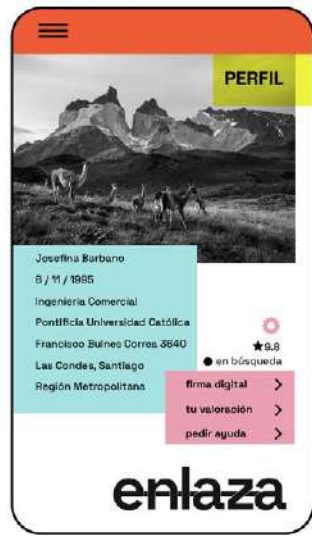 PERFIL
Josefina Barbano
8 / 11 / 1995
Ingeniería Comercial
Pontificia Universidad Católica
Francisco Bulnes Correa 3640
Las Condes, Santiago
Región Metropolitana
★9.8
● en búsqueda
firma digital >
tu valoración >
pedir ayuda >
enlaza